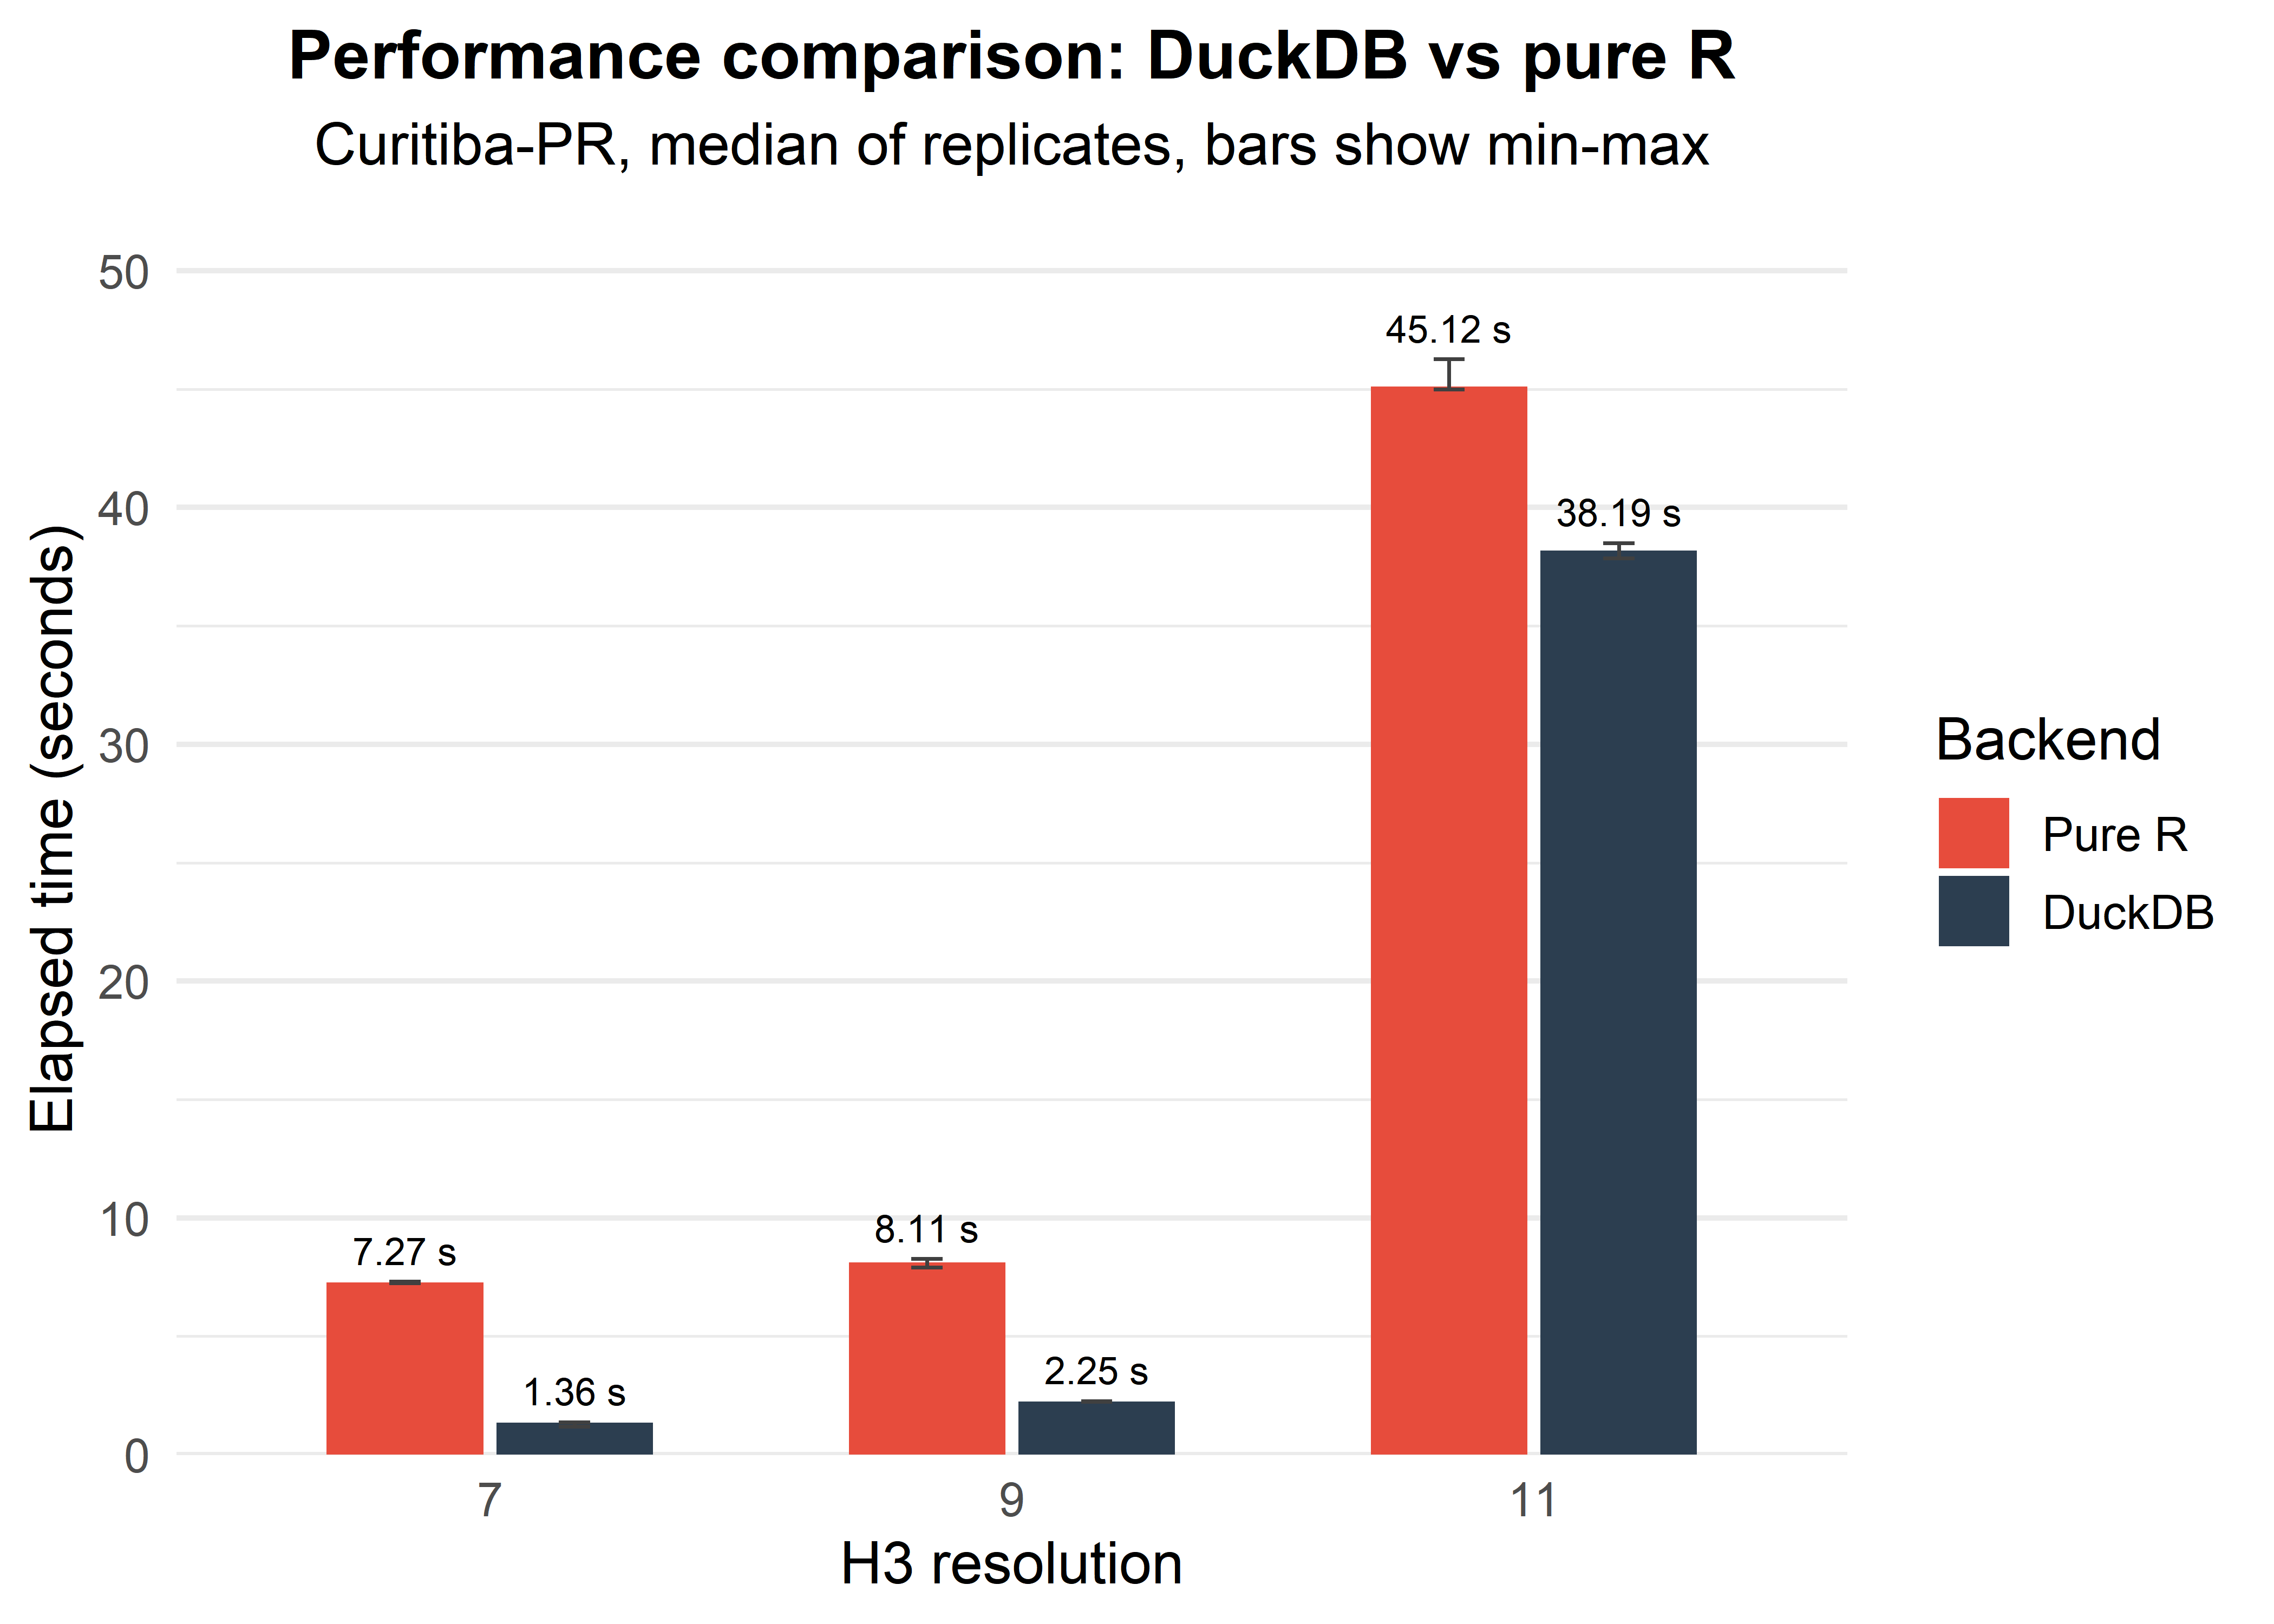 Performance comparison: DuckDB vs pure R
Curitiba-PR, median of replicates, bars show min-max
Elapsed time (seconds)
50
40
30
20
10
0
7.27 s
1.36 s
8.11 s
2.25 s
45.12 s
38.19 s
7
9
11
H3 resolution
Backend
Pure R
DuckDB